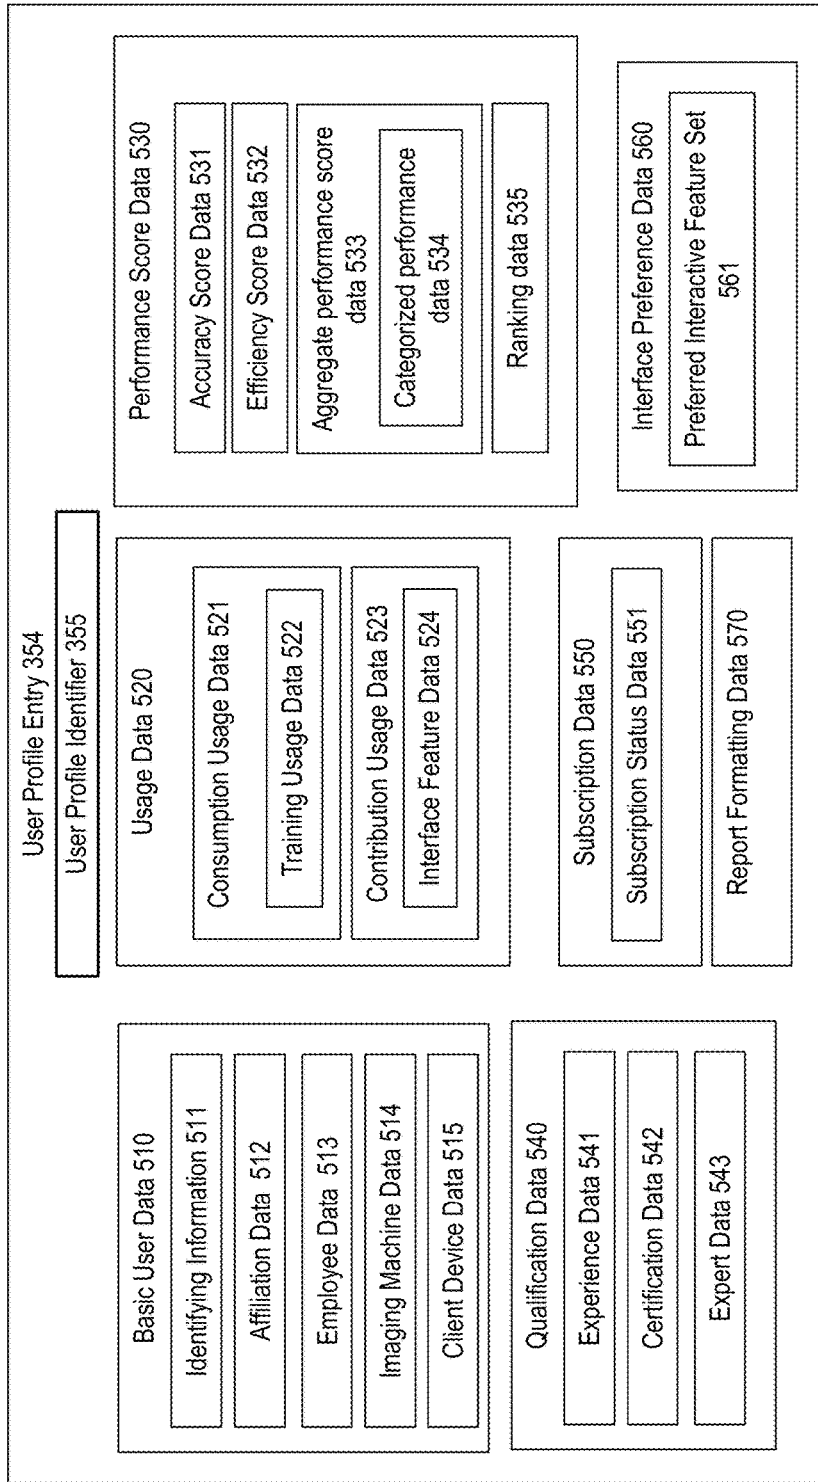 User Profile Entry 354
User Profile Identifier 355
Basic User Data 510
Identifying Information 511
Affiliation Data 512
Employee Data 513
Imaging Machine Data 514
Client Device Data 515
Qualification Data 540
Experience Data 541
Certification Data 542
Expert Data 543
Usage Data 520
Consumption Usage Data 521
Training Usage Data 522
Contribution Usage Data 523
Interface Feature Data 524
Subscription Data 550
Subscription Status Data 551
Report Formatting Data 570
Performance Score Data 530
Accuracy Score Data 531
Efficiency Score Data 532
Aggregate performance score
data 533
Categorized performance
data 534
Ranking data 535
Interface Preference Data 560
Preferred Interactive Feature Set
561